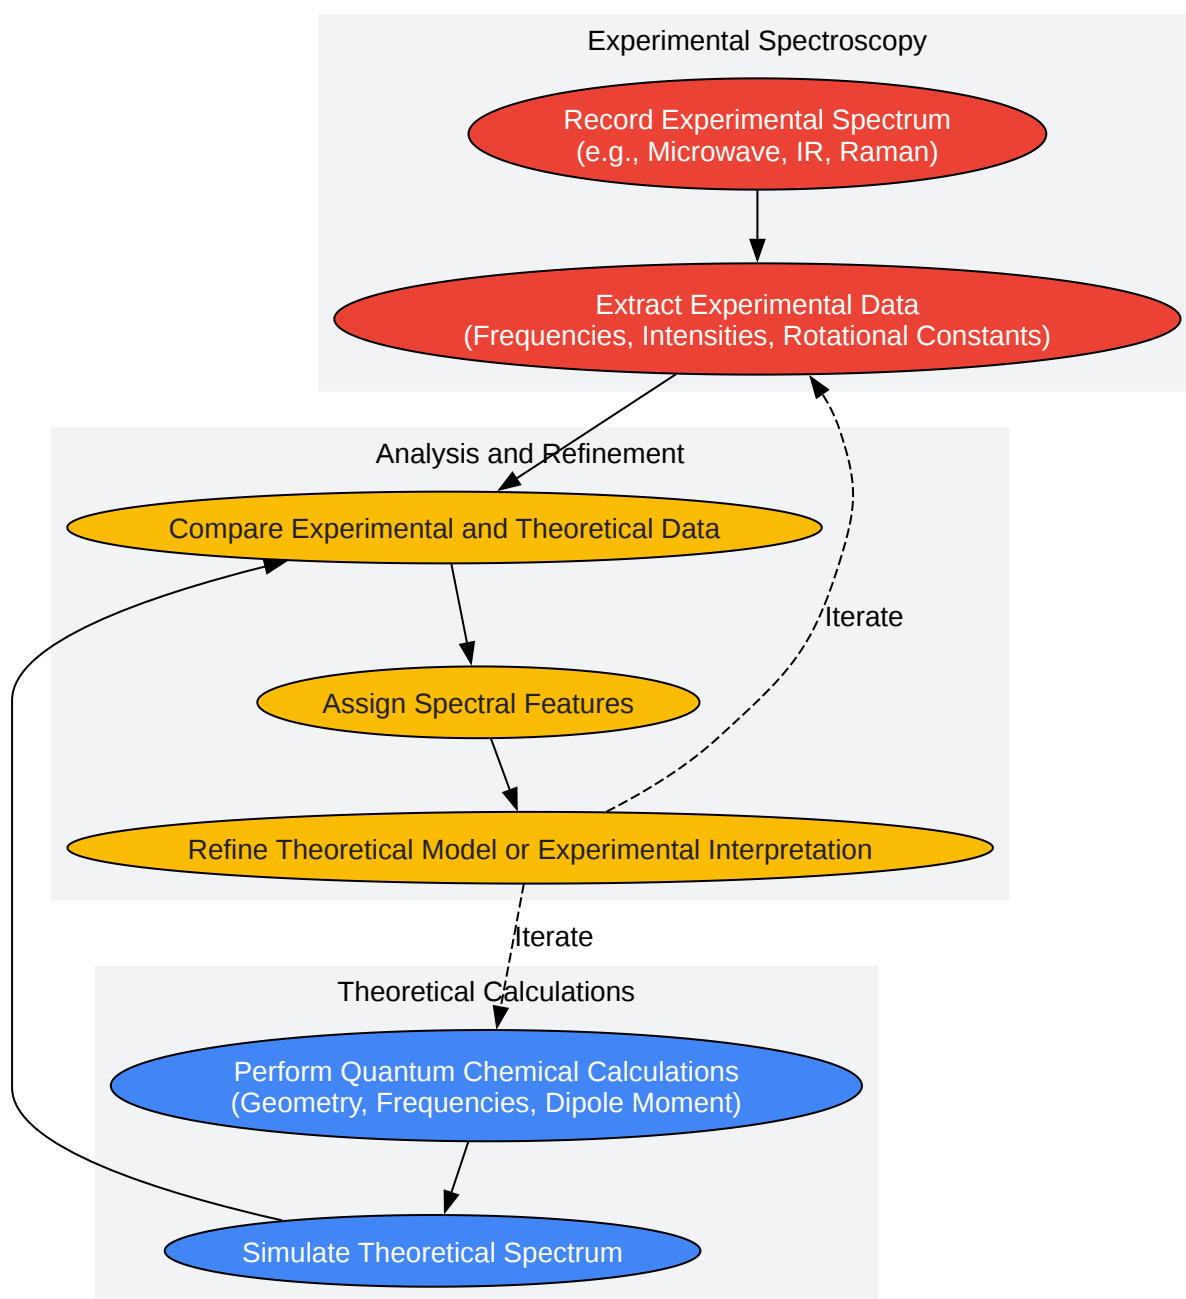 Experimental Spectroscopy
Record Experimental Spectrum
(e.g., Microwave, IR, Raman)
Extract Experimental Data
(Frequencies, Intensities, Rotational Constants)
Analysis and Refinement
Compare Experimental and Theoretical Data
Iterate
Assign Spectral Features
Refine Theoretical Model or Experimental Interpretation
Iterate
Theoretical Calculations
Perform Quantum Chemical Calculations
(Geometry, Frequencies, Dipole Moment)
Simulate Theoretical Spectrum